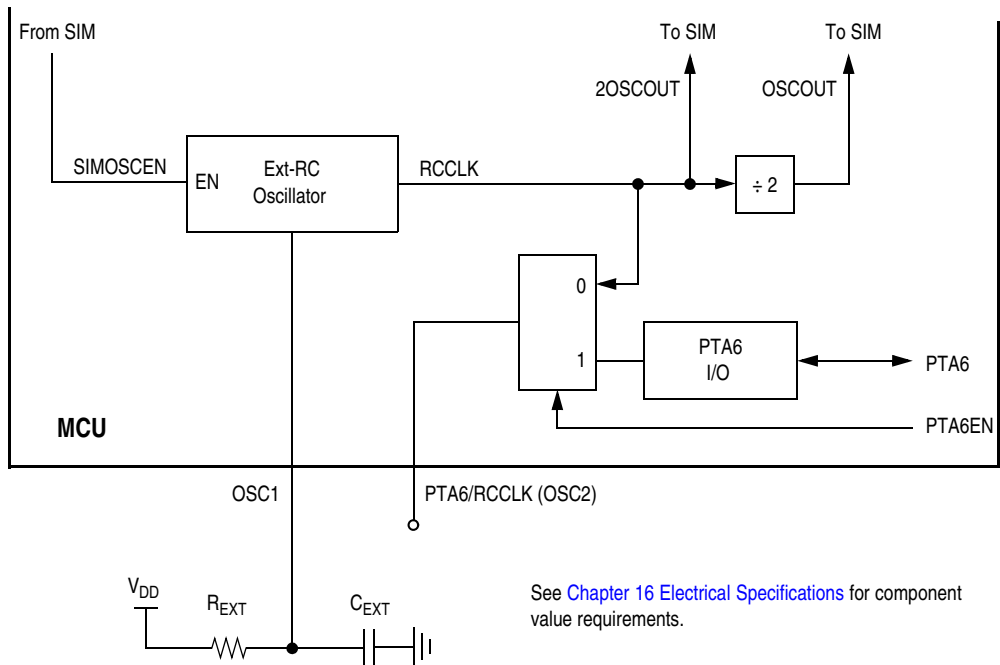 From SIM
To SIM
To SIM
2OSCOUT
OSCOUT
SIMOSCEN
EN
Ext-RC
Oscillator
RCCLK
÷ 2
0
1
PTA6
I/O
PTA6
PTA6EN
MCU
OSC1
PTA6/RCCLK (OSC2)
VDD
REXT
CEXT
See Chapter 16 Electrical Specifications for component
value requirements.